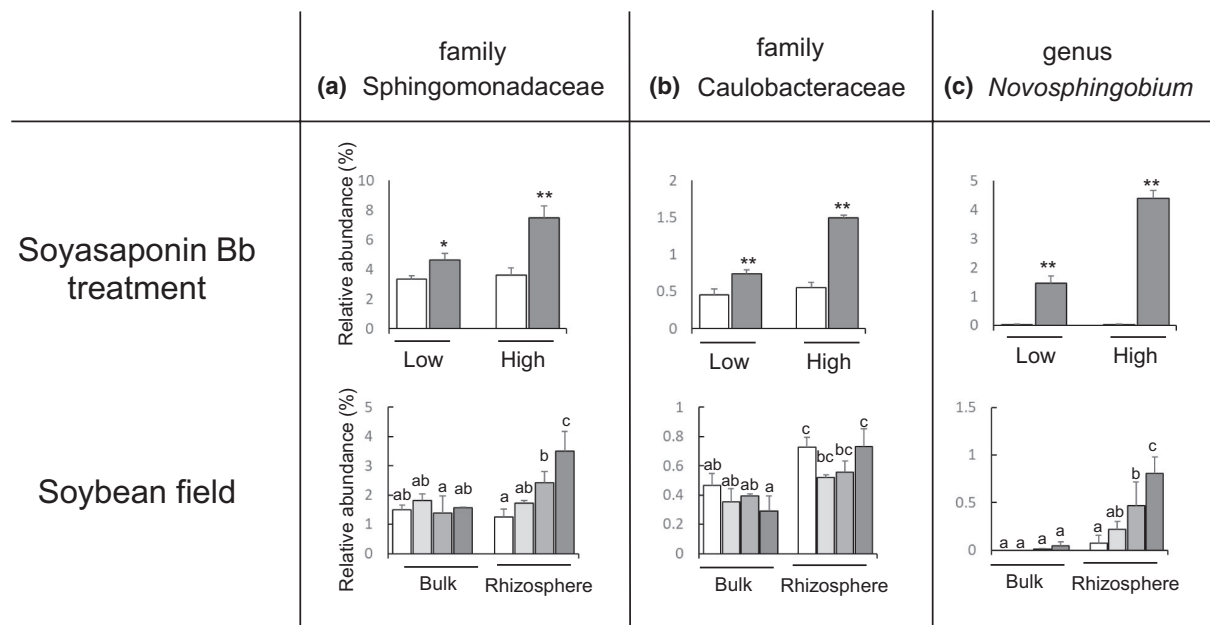 family
(a) Sphingomonadaceae
family
(b) Caulobacteraceae
genus
(c) Novosphingobium
Soyasaponin Bb
treatment
Relative abundance (%)
10
8
6
4
2
0
*
**
Low
High
2
1.5
1
0.5
0
**
**
Low
High
5
4
3
2
1
0
**
**
Low
High
Soybean field
Relative abundance (%)
5
4
3
2
1
0
ab ab a ab
a ab b c
Bulk
Rhizosphere
1
0.8
0.6
0.4
0.2
0
ab ab ab a
c bc bc c
Bulk
Rhizosphere
1.5
1
0.5
0
a a a a
a ab b c
Bulk
Rhizosphere